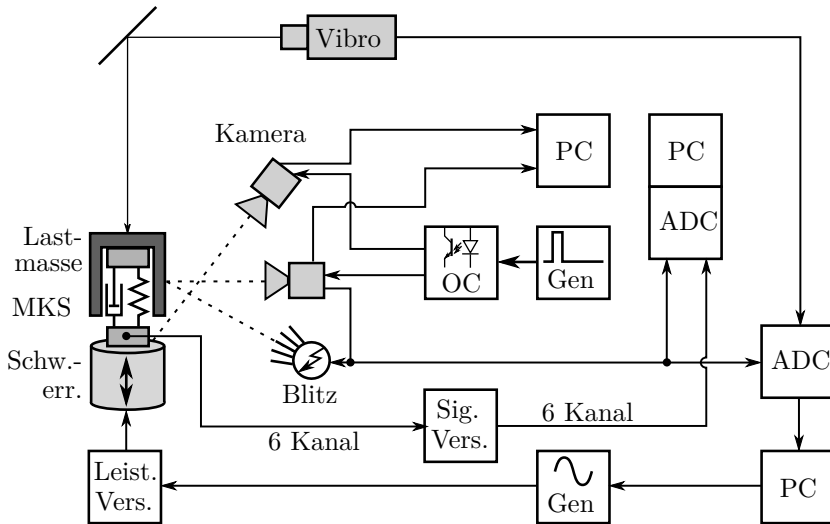 Vibro
Kamera
PC
PC
ADC
Last-
masse
OC
Gen
MKS
Schw.-
err.
Blitz
ADC
6 Kanal
Sig.
Vers.
6 Kanal
Leist.
Vers.
Gen
PC